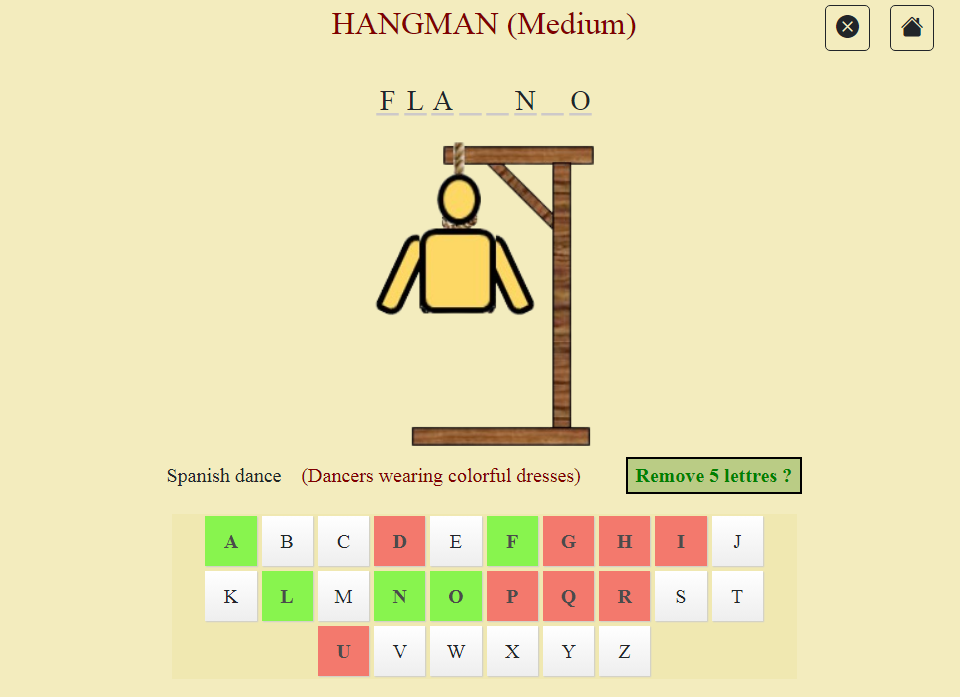 HANGMAN (Medium)
F L A _ _ N _ O
Spanish dance (Dancers wearing colorful dresses) Remove 5 lettres ?
A B C D E F G H I J
K L M N O P Q R S T
U V W X Y Z